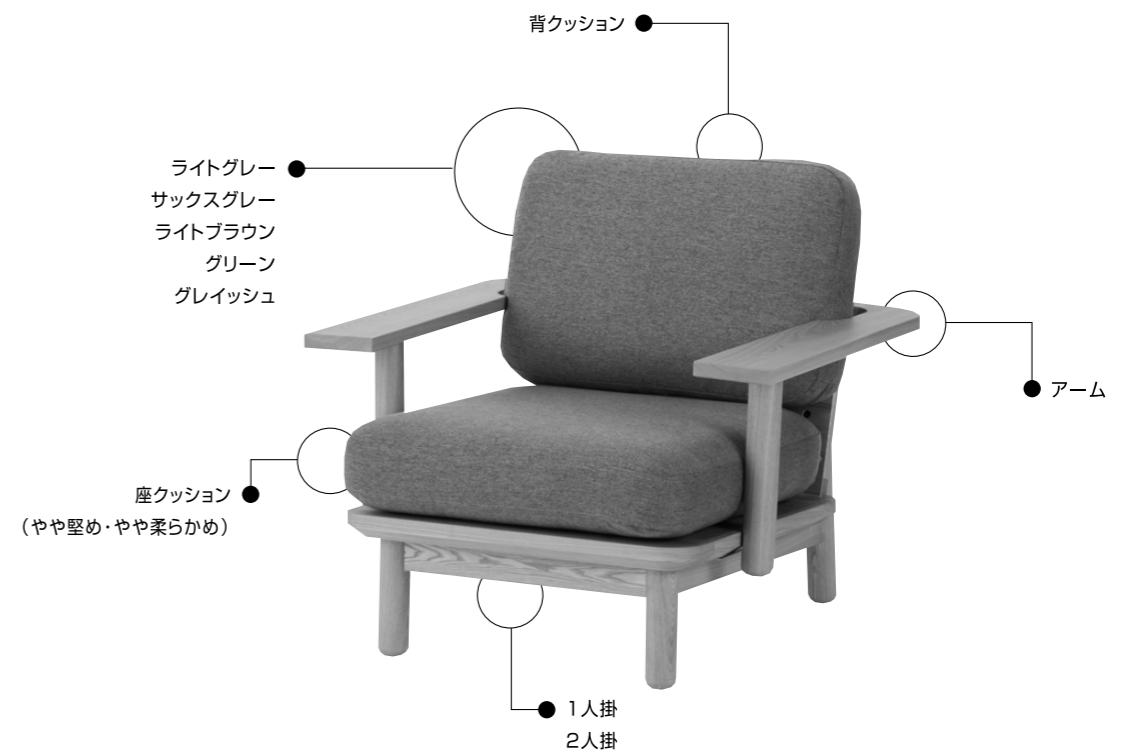 背クッション
ライトグレー
サックスグレー
ライトブラウン
グリーン
グレイッシュ
アーム
座クッション
（やや堅め・やや柔らかめ）
1人掛
2人掛